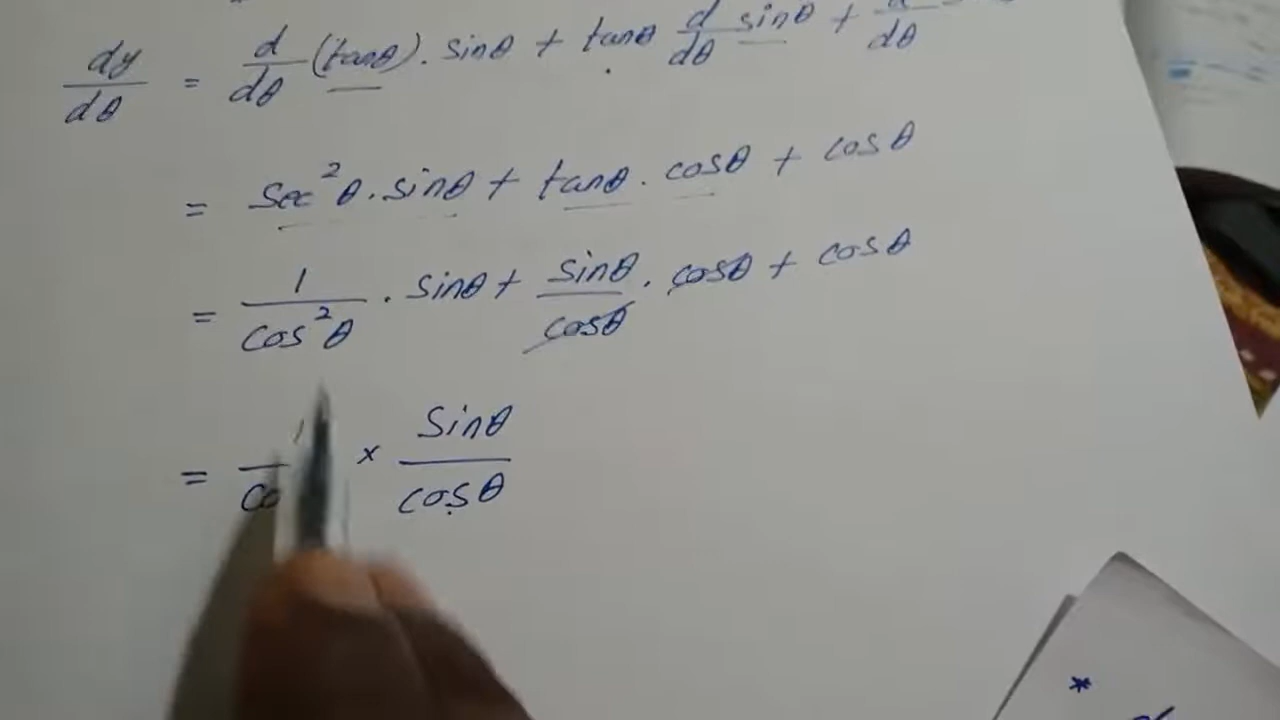 dy/dθ = d/dθ (tanθ). sinθ + tanθ d/dθ sinθ + d/dθ
= sec²θ. sinθ + tanθ. cosθ + cosθ
= 1/cos²θ . sinθ + sinθ/cosθ . cosθ + cosθ
= × sinθ/cosθ
*